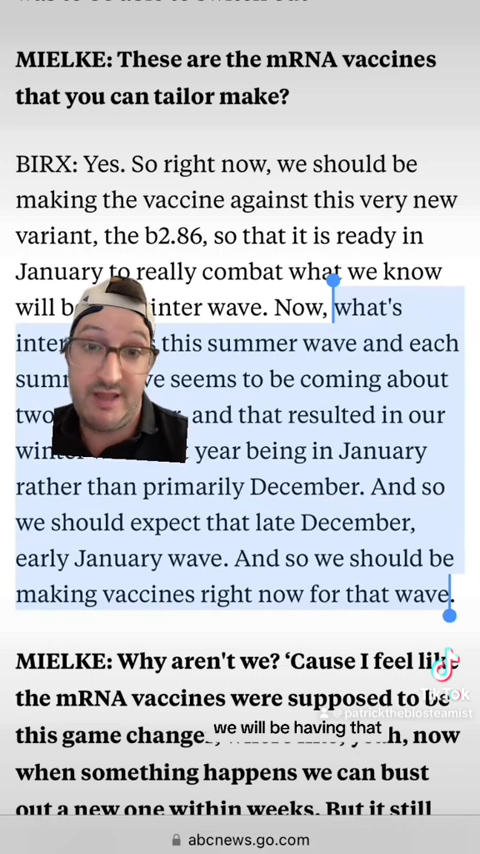 MIELKE: These are the mRNA vaccines
that you can tailor make?
BIRX: Yes. So right now, we should be
making the vaccine against this very new
variant, the b2.86, so that it is ready in
January to really combat what we know
will b inter wave. Now, what's
inter this summer wave and each
sum ve seems to be coming about
two and that resulted in our
win year being in January
rather than primarily December. And so
we should expect that late December,
early January wave. And so we should be
making vaccines right now for that wave.
MIELKE: Why aren't we? ‘Cause I feel like
the mRNA vaccines were supposed to be
TikTok
@patrickthebiosteamist
this game change
we will be having that
h, now
when something happens we can bust
out a new one within weeks. But it still
abcnews.go.com